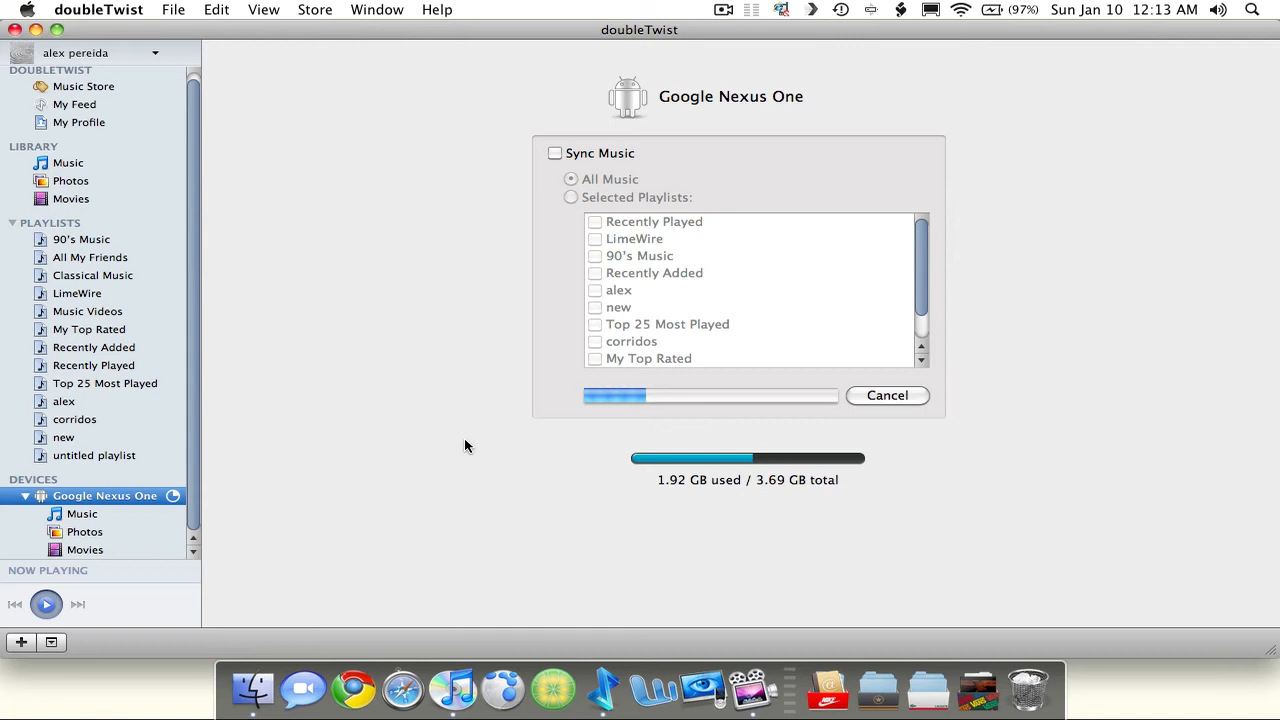 doubleTwist File Edit View Store Window Help (97%) Sun Jan 10 12:13 AM
doubleTwist
alex pereida
DOUBLETWIST
Music Store
My Feed
My Profile
LIBRARY
Music
Photos
Movies
PLAYLISTS
90's Music
All My Friends
Classical Music
LimeWire
Music Videos
My Top Rated
Recently Added
Recently Played
Top 25 Most Played
alex
corridos
new
untitled playlist
DEVICES
Google Nexus One
Music
Photos
Movies
NOW PLAYING
Google Nexus One
Sync Music
All Music
Selected Playlists:
Recently Played
LimeWire
90's Music
Recently Added
alex
new
Top 25 Most Played
corridos
My Top Rated
Cancel
1.92 GB used / 3.69 GB total